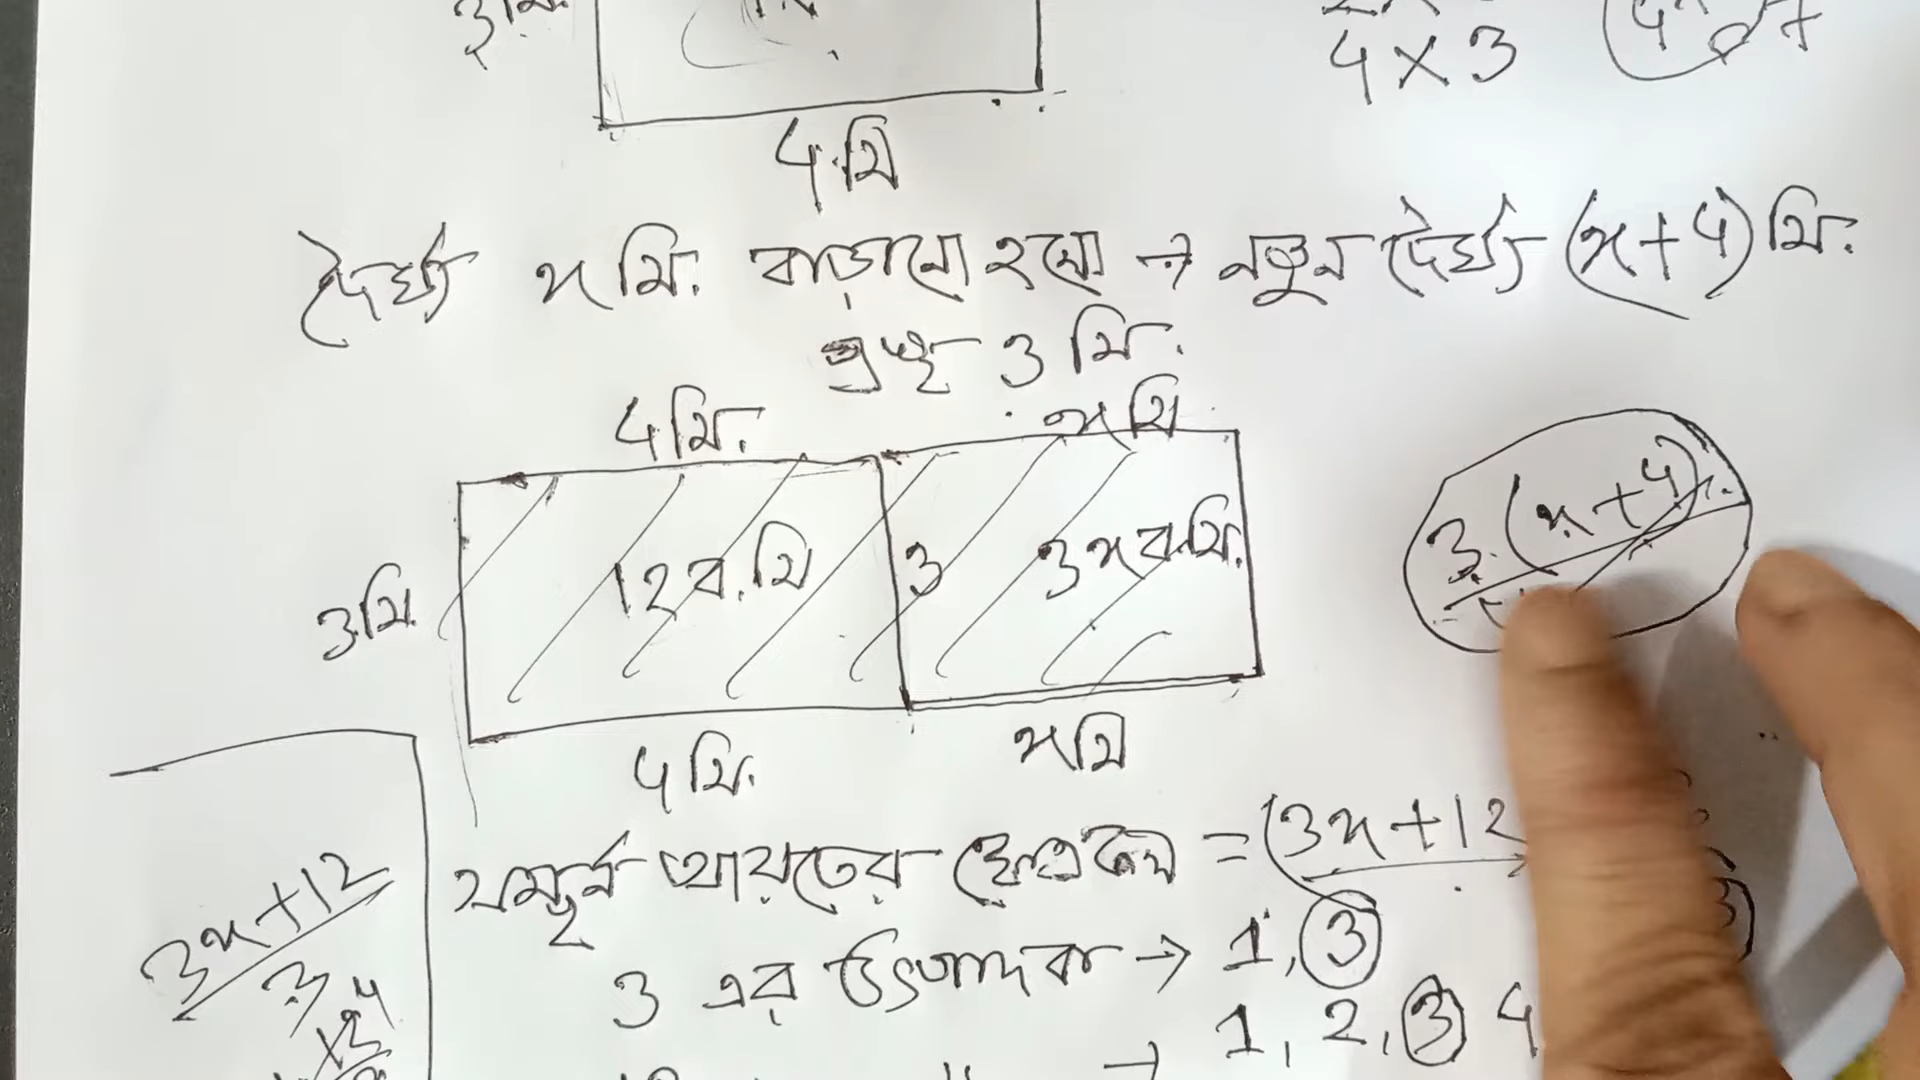 4 × 3
4 মি
দৈর্ঘ্য x মি. বাড়ানো হলো → নতুন দৈর্ঘ্য (x+4) মি.
প্রস্থ 3 মি.
4 মি. x মি
3 মি. 12 ব. মি 3 3x ব. মি. 3.(x+4)
4 মি. x মি
সম্পূর্ন আয়তের ক্ষেত্রফল = (3x+12
3x+12
3
3 এর উৎপাদক → 1, 3
1, 2, 3 4